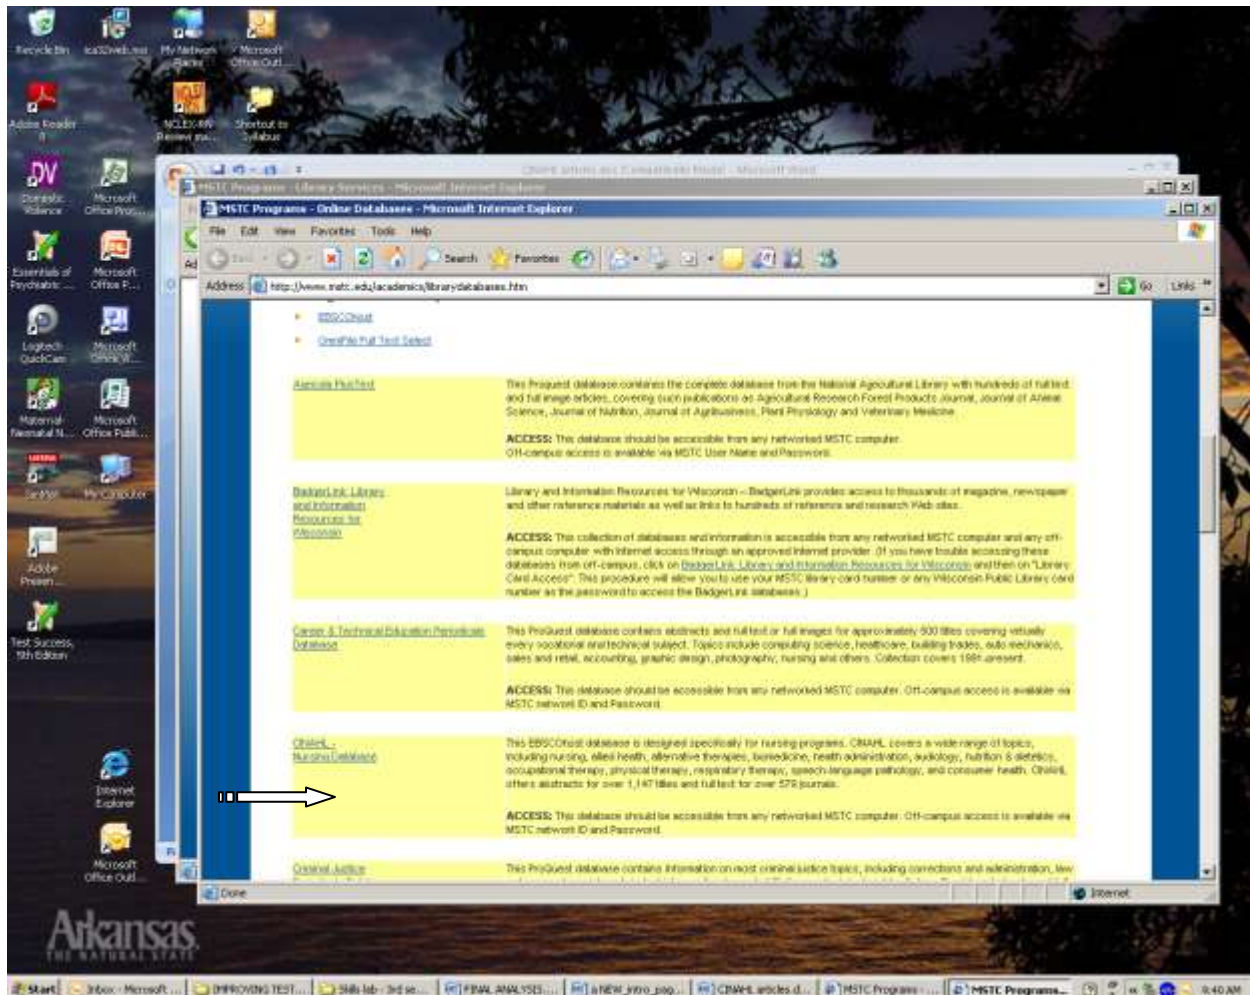 Recycle Bin
ica32web.msi
My Network
Places
Microsoft
Office Outl...
Adobe Reader
8
NCLEX-RN
Review ma...
Shortcut to
Syllabus
Domestic
Violence
Microsoft
Office Pros...
Essentials of
Psychiatric ...
Microsoft
Office P...
Logitech
QuickCam
Microsoft
Office W...
Maternal-
Neonatal N...
Microsoft
Office Publi...
My Computer
Adobe
Presen...
Test Success,
5th Edition
Internet
Explorer
Microsoft
Office Outl...
Arkansas
THE NATURAL STATE
MSTC Programs - Library Services - Microsoft Internet Explorer
MSTC Programs - Online Databases - Microsoft Internet Explorer
File Edit View Favorites Tools Help
Search Favorites
Address http://www.mstc.edu/academics/librarydatabases.htm Go Links
EBSCOhost
OmniFile Full Text Select
Agricola PlusText
This Proquest database contains the complete database from the National Agricultural Library with hundreds of full text
and full image articles, covering such publications as Agricultural Research Forest Products Journal, Journal of Animal
Science, Journal of Nutrition, Journal of Agribusiness, Plant Physiology and Veterinary Medicine.
ACCESS: This database should be accessible from any networked MSTC computer.
Off-campus access is available via MSTC User Name and Password.
BadgerLink: Library
and Information
Resources for
Wisconsin
Library and Information Resources for Wisconsin -- BadgerLink provides access to thousands of magazine, newspaper
and other reference materials as well as links to hundreds of reference and research Web sites.
ACCESS: This collection of databases and information is accessible from any networked MSTC computer and any off-
campus computer with Internet access through an approved Internet provider. (If you have trouble accessing these
databases from off-campus, click on BadgerLink: Library and Information Resources for Wisconsin and then on "Library
Card Access". This procedure will allow you to use your MSTC library card number or any Wisconsin Public Library card
number as the password to access the BadgerLink databases.)
Career & Technical Education Periodicals
Database
This ProQuest database contains abstracts and full text or full images for approximately 500 titles covering virtually
every vocational and technical subject. Topics include computing science, healthcare, building trades, auto mechanics,
sales and retail, accounting, graphic design, photography, nursing and others. Collection covers 1991-present.
ACCESS: This database should be accessible from any networked MSTC computer. Off-campus access is available via
MSTC network ID and Password.
CINAHL -
Nursing Database
This EBSCOhost database is designed specifically for nursing programs. CINAHL covers a wide range of topics,
including nursing, allied health, alternative therapies, biomedicine, health administration, audiology, nutrition & dietetics,
occupational therapy, physical therapy, respiratory therapy, speech-language pathology, and consumer health. CINAHL
offers abstracts for over 1,147 titles and full text for over 579 journals.
ACCESS: This database should be accessible from any networked MSTC computer. Off-campus access is available via
MSTC network ID and Password.
Criminal Justice
This ProQuest database contains information on most criminal justice topics, including corrections and administration, law
Done
Internet
Start
Inbox - Microsoft ...
IMPROVING TEST...
Skills lab - 3rd se...
FINAL ANALYSIS...
a NEW_intro_pag...
CINAHL articles.d...
MSTC Programs - ...
MSTC Programs...
9:40 AM